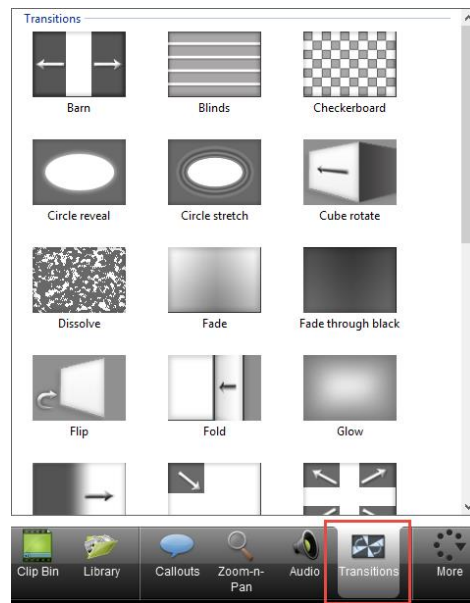 Transitions
Barn Blinds Checkerboard
Circle reveal Circle stretch Cube rotate
Dissolve Fade Fade through black
Flip Fold Glow
Clip Bin Library Callouts Zoom-n- Audio Transitions More
Pan